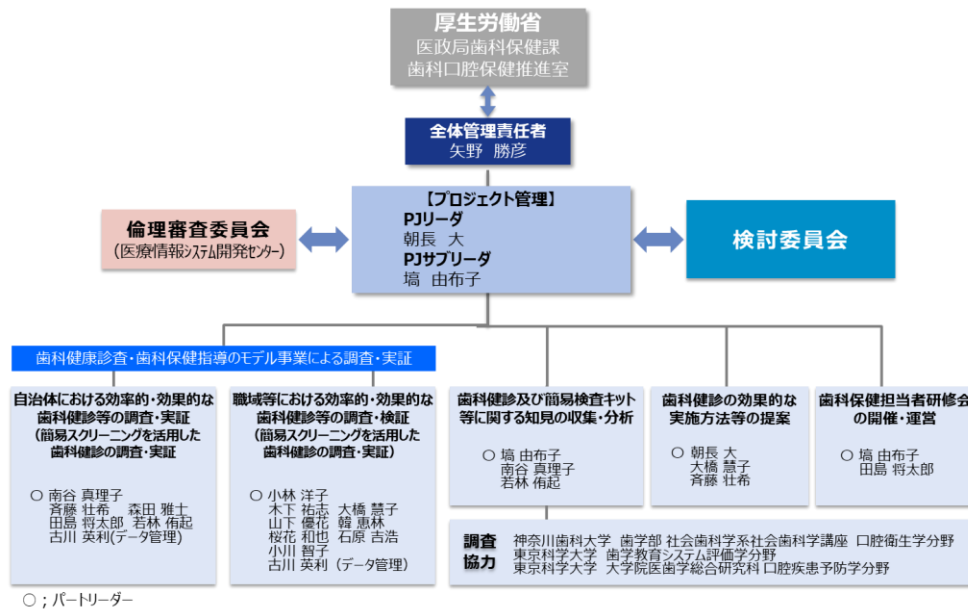 厚生労働省
医政局歯科保健課
歯科口腔保健推進室
全体管理責任者
矢野 勝彦
【プロジェクト管理】
PJリーダ
朝長 大
PJサブリーダ
塙 由布子
倫理審査委員会
(医療情報システム開発センター)
検討委員会
歯科健康診査・歯科保健指導のモデル事業による調査・実証
自治体における効率的・効果的な
歯科健診等の調査・実証
(簡易スクリーニングを活用した
歯科健診の調査・実証
○ 南谷 真理子
斉藤 壮希 森田 雅士
田島 将太郎 若林 侑起
古川 英利(データ管理)
職域等における効率的・効果的な
歯科健診等の調査・検証
(簡易スクリーニングを活用した
歯科健診の調査・実証)
○ 小林 洋子
木下 祐志 大橋 慧子
山下 優花 韓 恵林
桜花 和也 石原 吉浩
小川 智子
古川 英利 (データ管理)
歯科健診及び簡易検査キット
等に関する知見の収集・分析
○ 塙 由布子
南谷 真理子
若林 侑起
歯科健診の効果的な
実施方法等の提案
○ 朝長 大
大橋 慧子
斉藤 壮希
歯科保健担当者研修会
の開催・運営
○ 塙 由布子
田島 将太郎
調査
協力
神奈川歯科大学 歯学部 社会歯科学系社会歯科学講座 口腔衛生学分野
東京科学大学 歯学教育システム評価学分野
東京科学大学 大学院医歯学総合研究科 口腔疾患予防学分野
○;パートリーダー